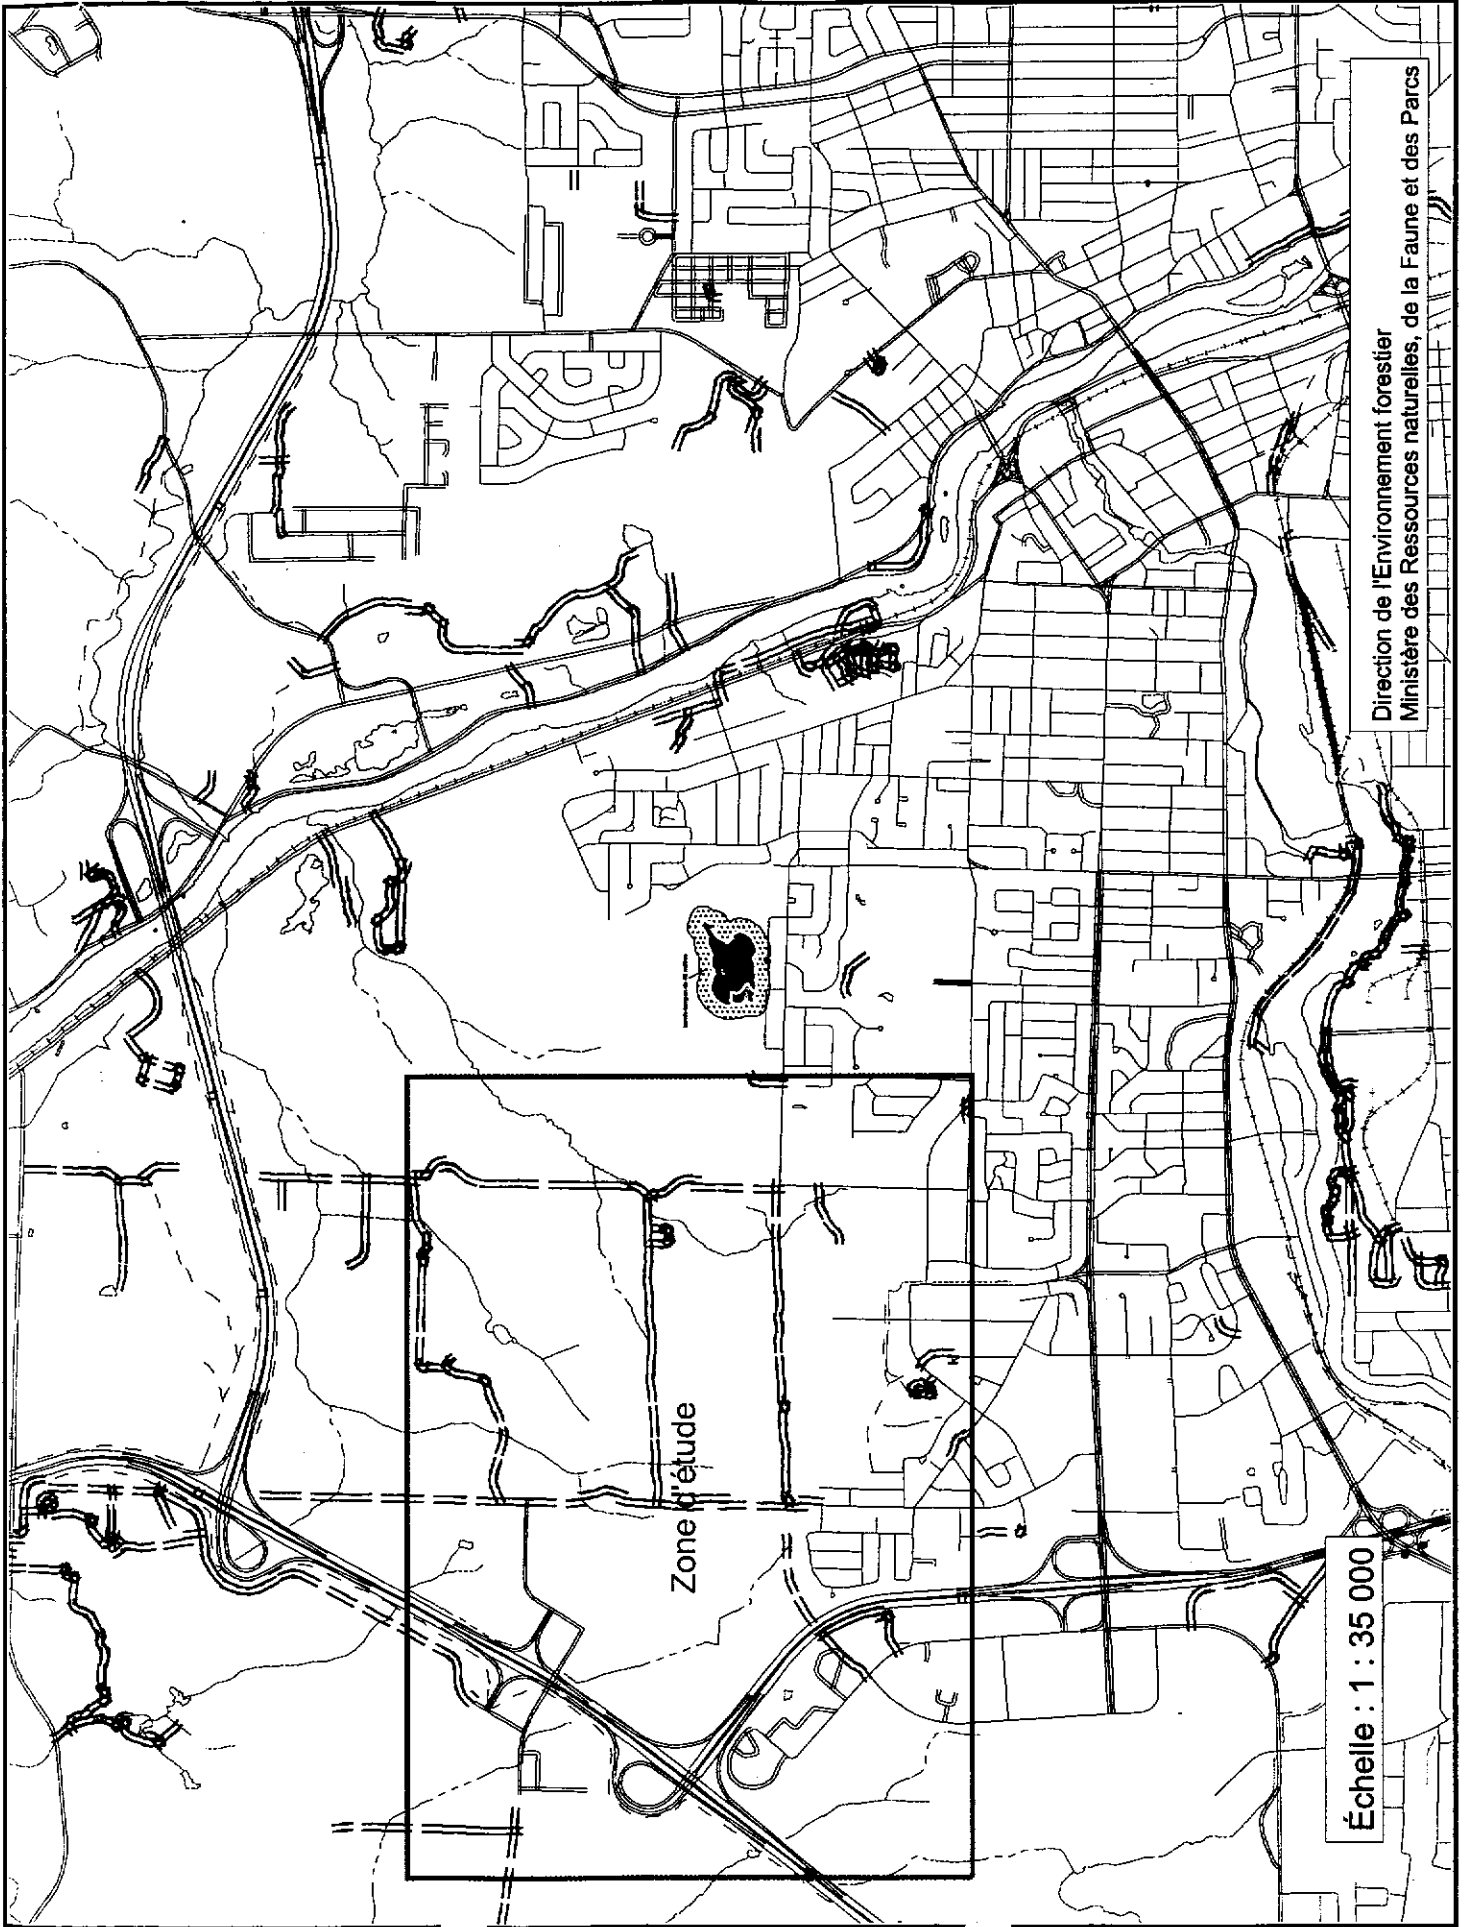 Zone d'étude
Échelle : 1 : 35 000
Direction de l'Environnement forestier
Ministère des Ressources naturelles, de la Faune et des Parcs